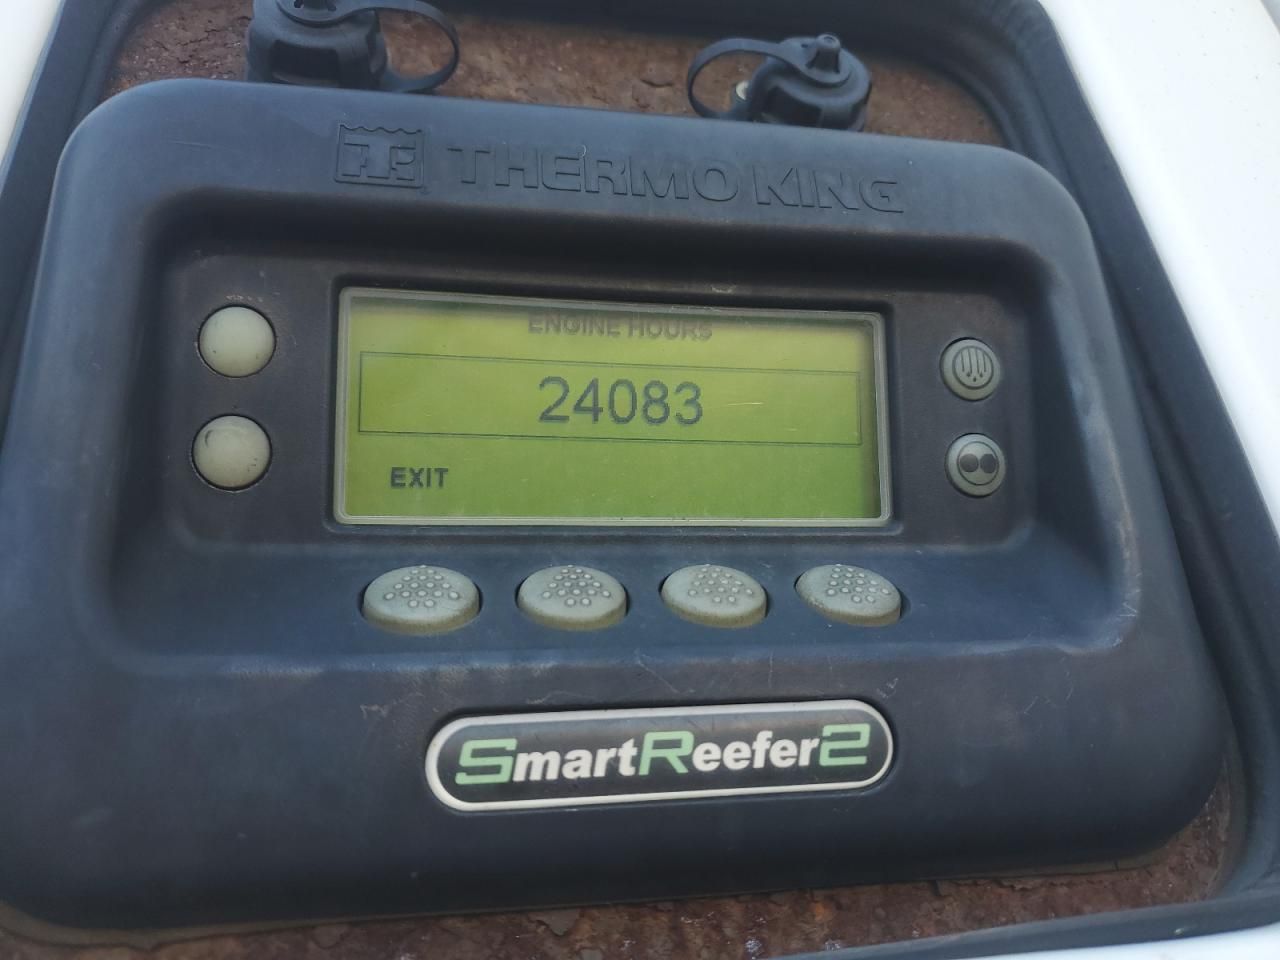 THERMO KING
ENGINE HOURS
24083
EXIT
SmartReefer2